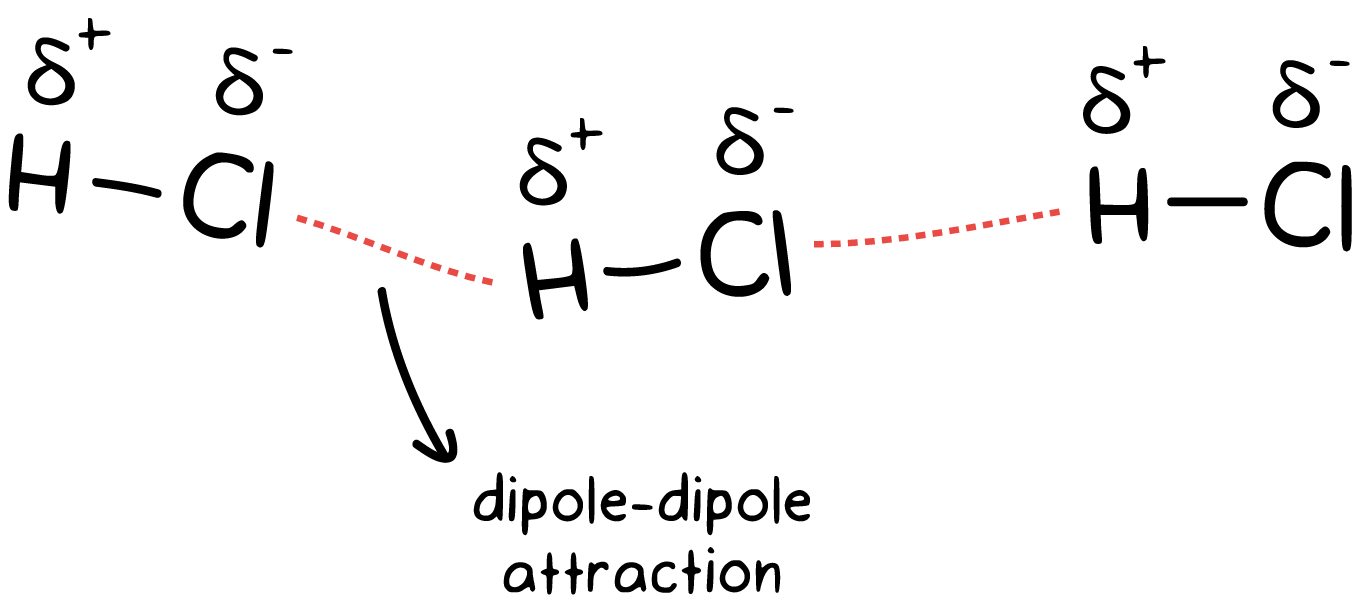 δ+ δ-
H Cl
δ+ δ-
H Cl
δ+ δ-
H Cl
dipole-dipole
attraction